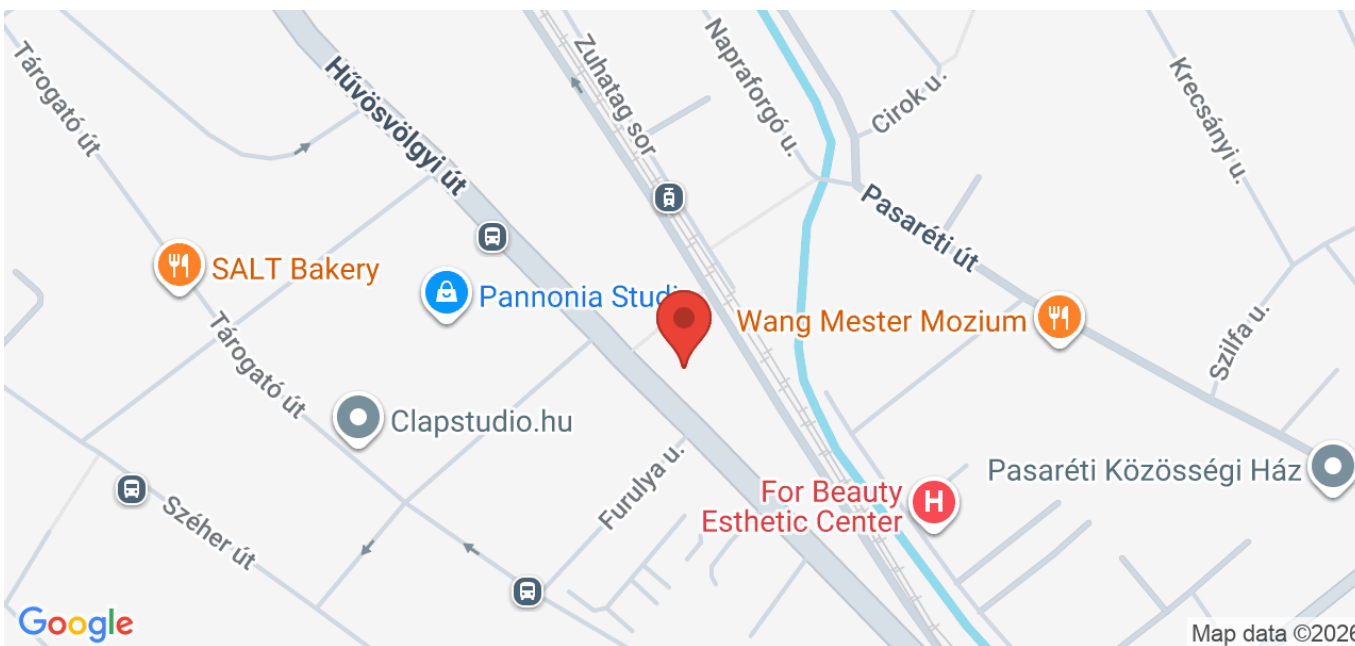 Tárogató út
Hűvösvölgyi út
Zuhatag sor
Napraforgó u.
Cirok u.
Krecsányi u.
Pasaréti út
SALT Bakery
Pannonia Studi
Wang Mester Mozium
Szilfa u.
Tárogató út
Clapstudio.hu
Furulya u.
Pasaréti Közösségi Ház
For Beauty
Esthetic Center
H
Széher út
Google
Map data ©2026